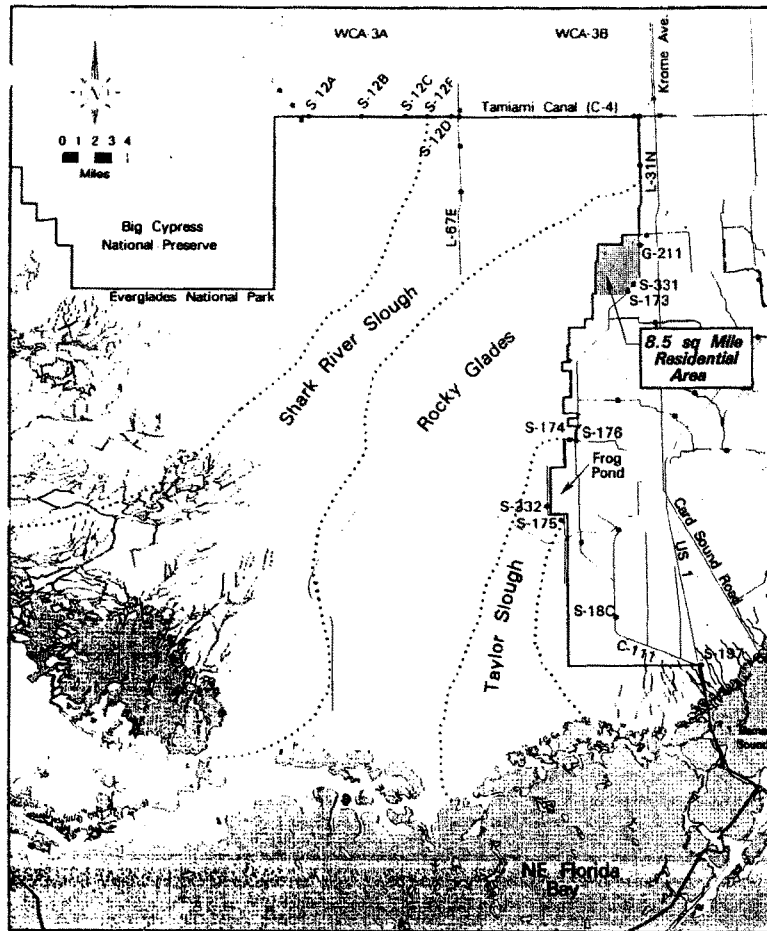 WCA-3A
WCA-3B
Krome Ave.
S-12A
S-12B
S-12C
S-12F
S-12D
Tamiami Canal (C-4)
0 1 2 3 4
Miles
L-31N
L-67E
Big Cypress
National Preserve
G-211
Everglades National Park
S-331
S-173
8.5 sq Mile
Residential
Area
Shark River Slough
Rocky Glades
S-174
S-176
Frog
Pond
S-332
S-175
Card Sound Road
US 1
Taylor Slough
S-18C
C-111
S-197
Sound
NE Florida
Bay